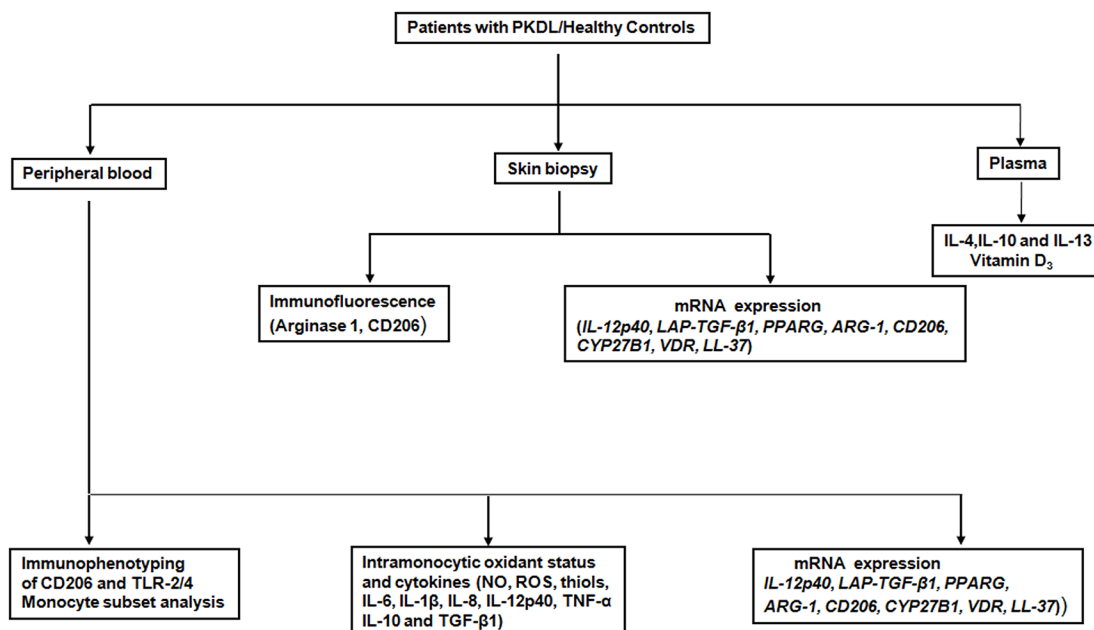 Patients with PKDL/Healthy Controls
Peripheral blood
Skin biopsy
Plasma
IL-4,IL-10 and IL-13
Vitamin D₃
Immunofluorescence
(Arginase 1, CD206)
mRNA expression
(IL-12p40, LAP-TGF-β1, PPARG, ARG-1, CD206,
CYP27B1, VDR, LL-37)
Immunophenotyping
of CD206 and TLR-2/4
Monocyte subset analysis
Intramonocytic oxidant status
and cytokines (NO, ROS, thiols,
IL-6, IL-1β, IL-8, IL-12p40, TNF-α
IL-10 and TGF-β1)
mRNA expression
IL-12p40, LAP-TGF-β1, PPARG,
ARG-1, CD206, CYP27B1, VDR, LL-37))